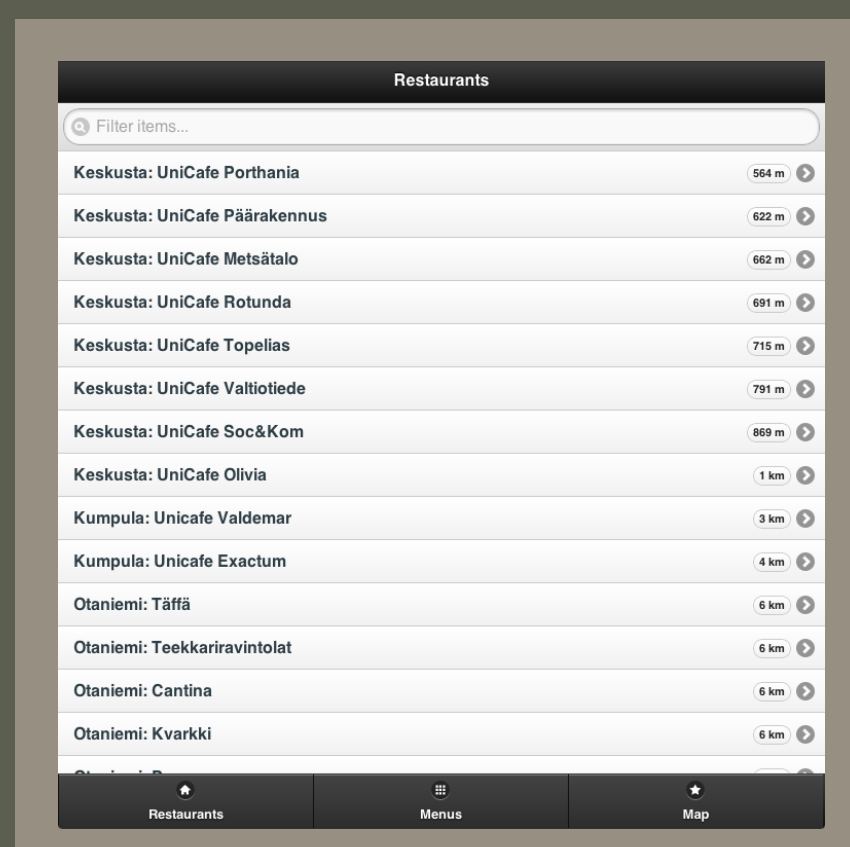 Restaurants
Filter items...
Keskusta: UniCafe Porthania 564 m
Keskusta: UniCafe Päärakennus 622 m
Keskusta: UniCafe Metsätalo 662 m
Keskusta: UniCafe Rotunda 691 m
Keskusta: UniCafe Topelias 715 m
Keskusta: UniCafe Valtiotiede 791 m
Keskusta: UniCafe Soc&Kom 869 m
Keskusta: UniCafe Olivia 1 km
Kumpula: Unicafe Valdemar 3 km
Kumpula: Unicafe Exactum 4 km
Otaniemi: Täffä 6 km
Otaniemi: Teekkariravintolat 6 km
Otaniemi: Cantina 6 km
Otaniemi: Kvarkki 6 km
Restaurants Menus Map